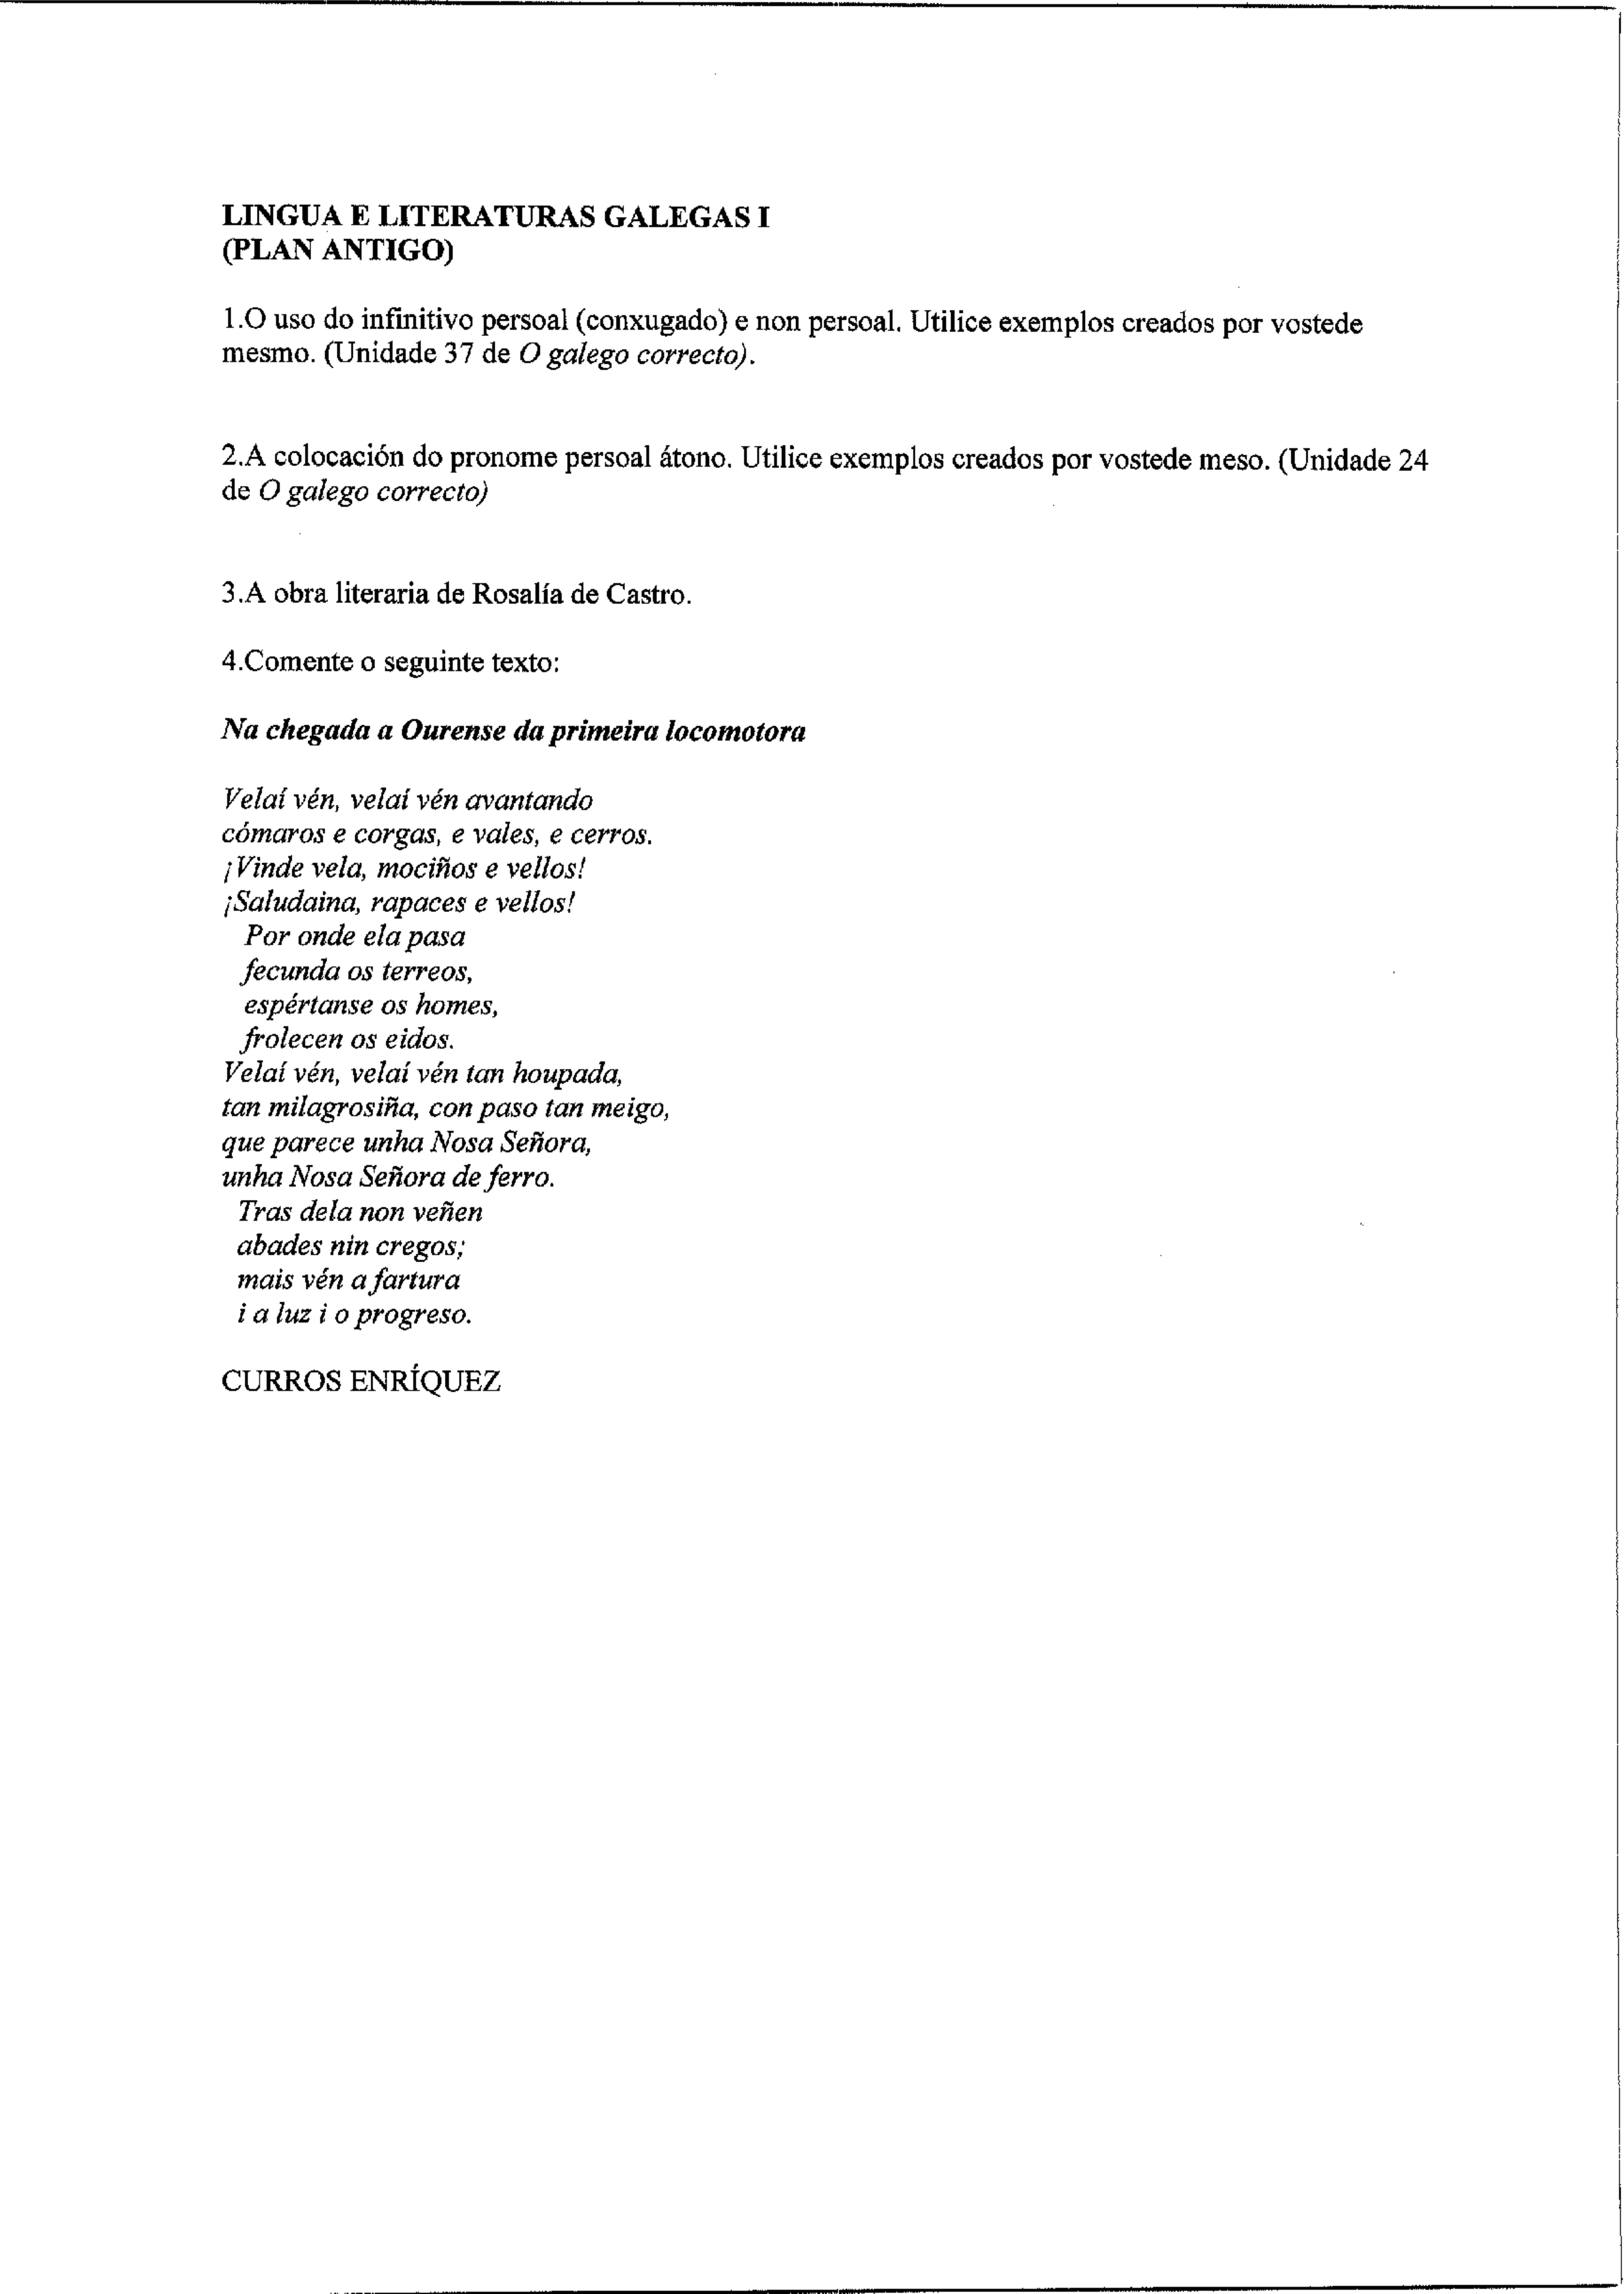 LINGUA E LITERATURAS GALEGAS I
(PLAN ANTIGO)
1.O uso do infinitivo persoal (conxugado) e non persoal. Utilice exemplos creados por vostede
mesmo. (Unidade 37 de O galego correcto).
2.A colocación do pronome persoal átono. Utilice exemplos creados por vostede meso. (Unidade 24
de O galego correcto)
3.A obra literaria de Rosalía de Castro.
4.Comente o seguinte texto:
Na chegada a Ourense da primeira locomotora
Velaí vén, velaí vén avantando
cómaros e corgas, e vales, e cerros.
¡Vinde vela, mociños e vellos!
¡Saludaina, rapaces e vellos!
Por onde ela pasa
fecunda os terreos,
espértanse os homes,
frolecen os eidos.
Velaí vén, velaí vén tan houpada,
tan milagrosiña, con paso tan meigo,
que parece unha Nosa Señora,
unha Nosa Señora de ferro.
Tras dela non veñen
abades nin cregos;
mais vén a fartura
i a luz i o progreso.
CURROS ENRÍQUEZ